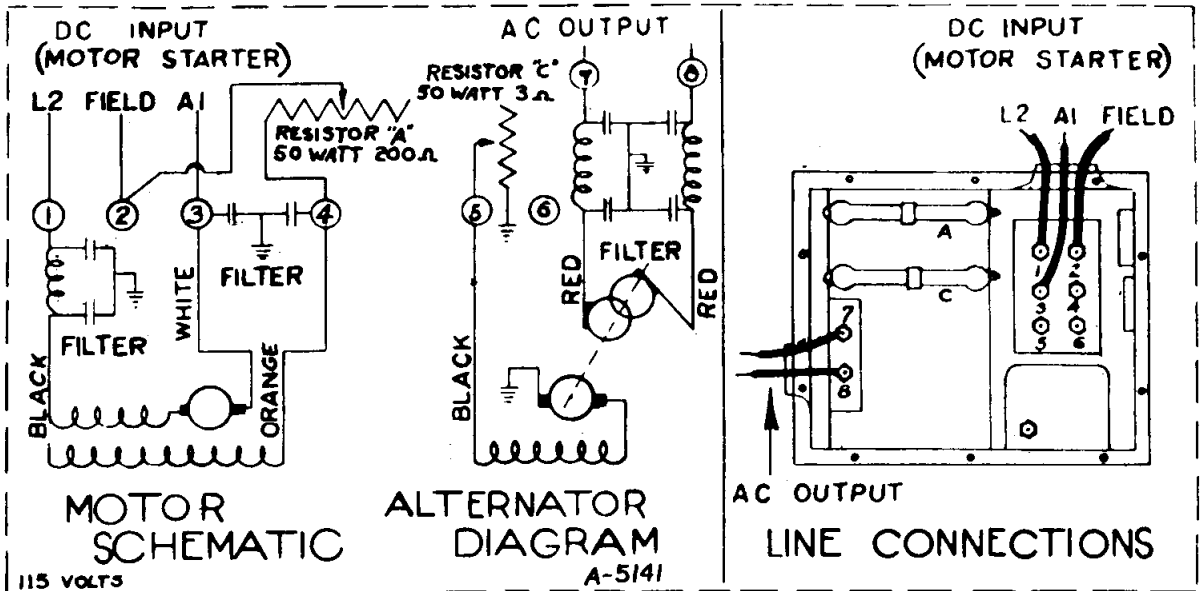 DC INPUT
(MOTOR STARTER)
L2 FIELD A1
RESISTOR "A"
50 WATT 200Ω
1
2
3
4
FILTER
FILTER
WHITE
BLACK
ORANGE
MOTOR
SCHEMATIC
115 VOLTS
AC OUTPUT
RESISTOR "C"
50 WATT 3Ω
7
8
5
6
FILTER
RED
RED
BLACK
ALTERNATOR
DIAGRAM
A-5141
DC INPUT
(MOTOR STARTER)
L2 A1 FIELD
A
C
1 2
3 4
5 6
7
8
AC OUTPUT
LINE CONNECTIONS